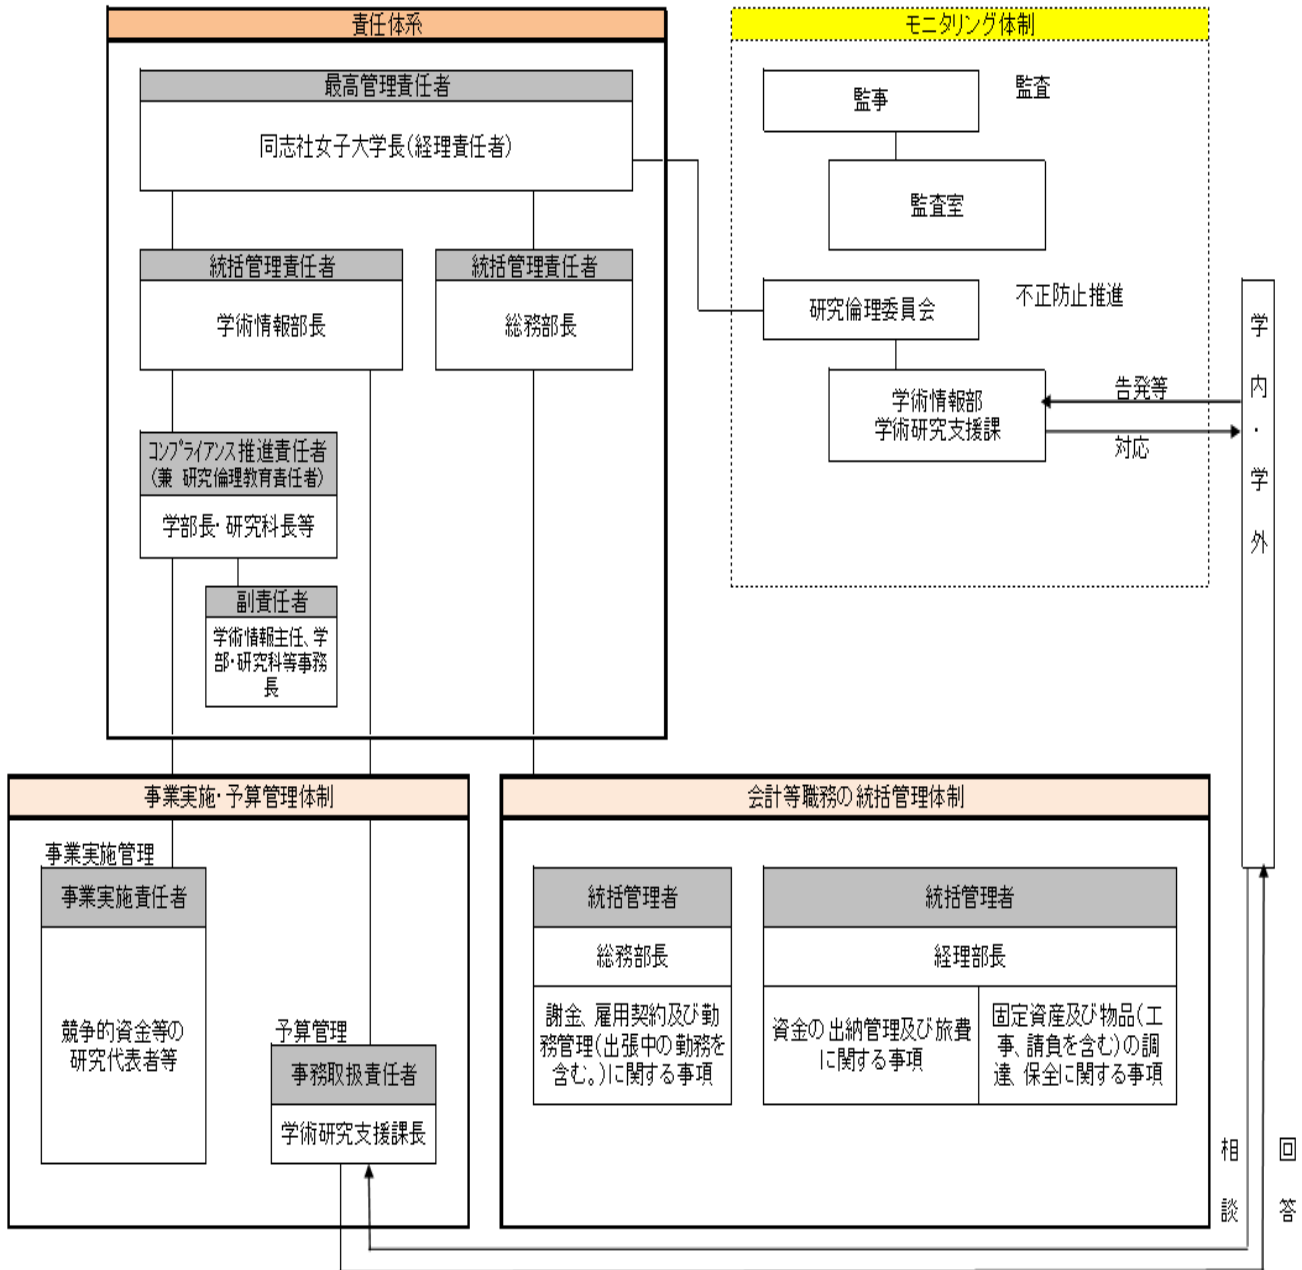 責任体系
最高管理責任者
同志社女子大学長(経理責任者)
統括管理責任者
学術情報部長
統括管理責任者
総務部長
コンプライアンス推進責任者
(兼 研究倫理教育責任者)
学部長・研究科長等
副責任者
学術情報主任、学
部・研究科等事務
長
モニタリング体制
監事
監査
監査室
研究倫理委員会
不正防止推進
学術情報部
学術研究支援課
告発等
対応
学内・学外
事業実施・予算管理体制
事業実施管理
事業実施責任者
競争的資金等の
研究代表者等
予算管理
事務取扱責任者
学術研究支援課長
会計等職務の統括管理体制
統括管理者
総務部長
謝金、雇用契約及び勤
務管理(出張中の勤務を
含む。)に関する事項
統括管理者
経理部長
資金の出納管理及び旅費
に関する事項
固定資産及び物品(工
事、請負を含む)の調
達、保全に関する事項
相談
回答